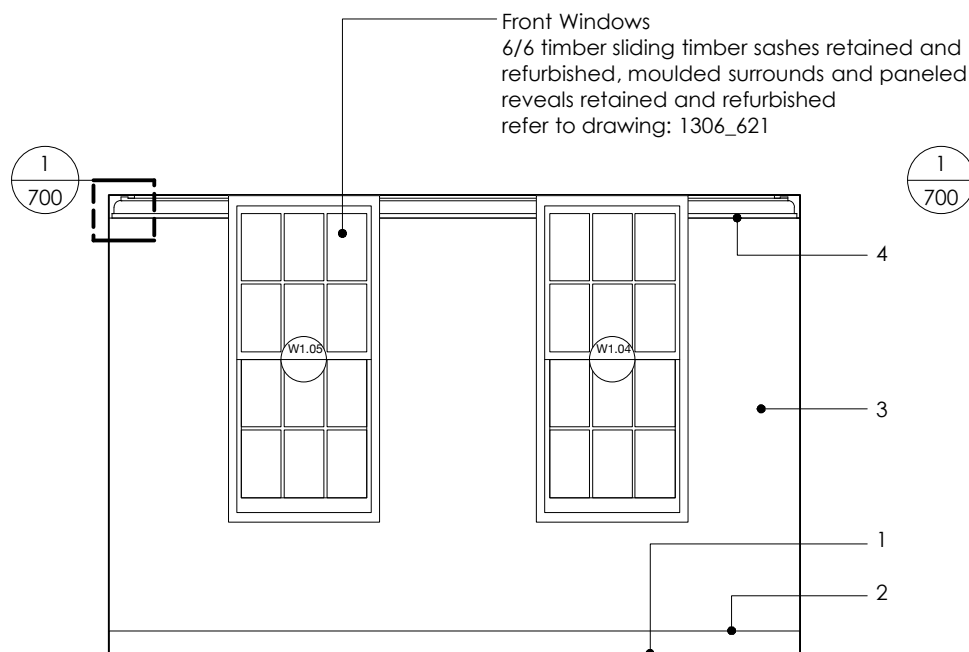 Front Windows
6/6 timber sliding timber sashes retained and
refurbished, moulded surrounds and paneled
reveals retained and refurbished
refer to drawing: 1306_621
1
700
1
700
4
W1.05
W1.04
3
1
2